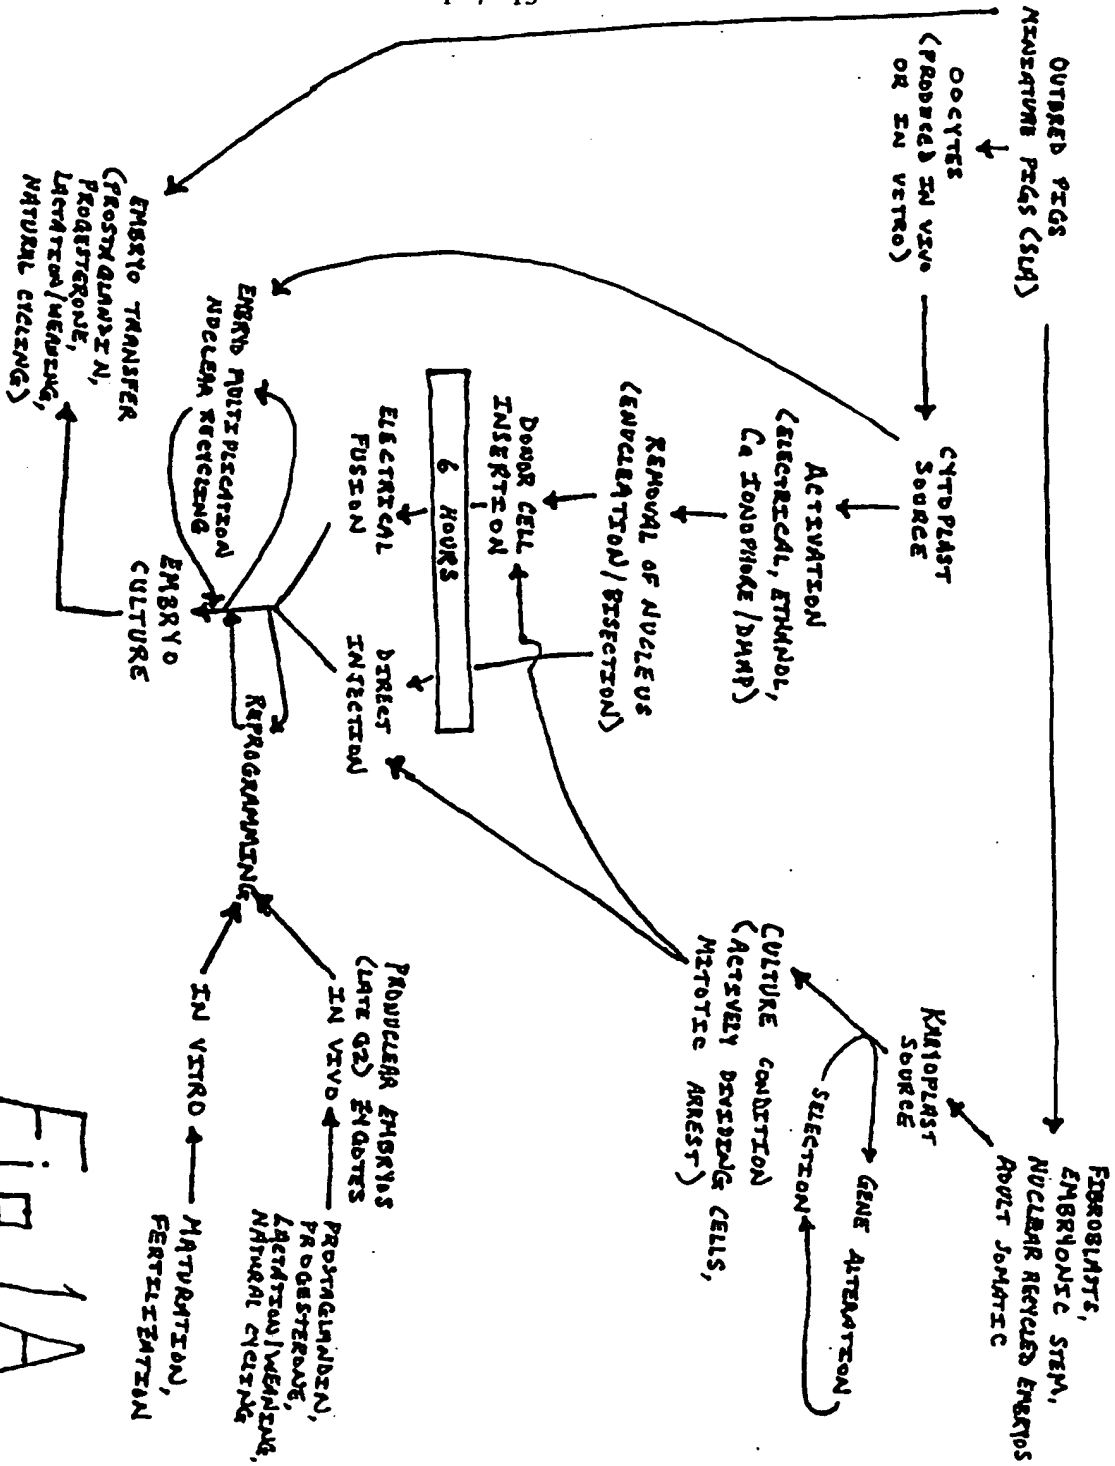 OUTBRED PIGS
MINIATURE PIGS (SLA)
OOCYTES
(PRODUCED IN VIVO
OR IN VITRO)
CYTOPLAST
SOURCE
ACTIVATION
(ELECTRICAL, ETHANOL,
Ca IONOPHORE/DMAP)
REMOVAL OF NUCLEUS
(ENUCLEATION/BISECTION)
DONOR CELL
INSERTION
6 HOURS
ELECTRICAL
FUSION
DIRECT
INJECTION
EMBRYO MULTIPLICATION
NUCLEAR RECYCLING
EMBRYO
CULTURE
EMBRYO TRANSFER
(PROSTAGLANDIN,
PROGESTERONE,
LACTATION/WEANING,
NATURAL CYCLING)
FIBROBLASTS,
EMBRYONIC STEM,
NUCLEAR RECYCLED EMBRYOS
ADULT SOMATIC
KARYOPLAST
SOURCE
GENE ALTERATION
SELECTION
CULTURE CONDITION
(ACTIVELY DIVIDING CELLS,
MITOTIC ARREST)
REPROGRAMMING
PRONUCLEAR EMBRYOS
(LATE G2) ZYGOTES
IN VIVO
PROSTAGLANDIN,
PROGESTERONE,
LACTATION/WEANING,
NATURAL CYCLING
IN VITRO
MATURATION,
FERTILIZATION